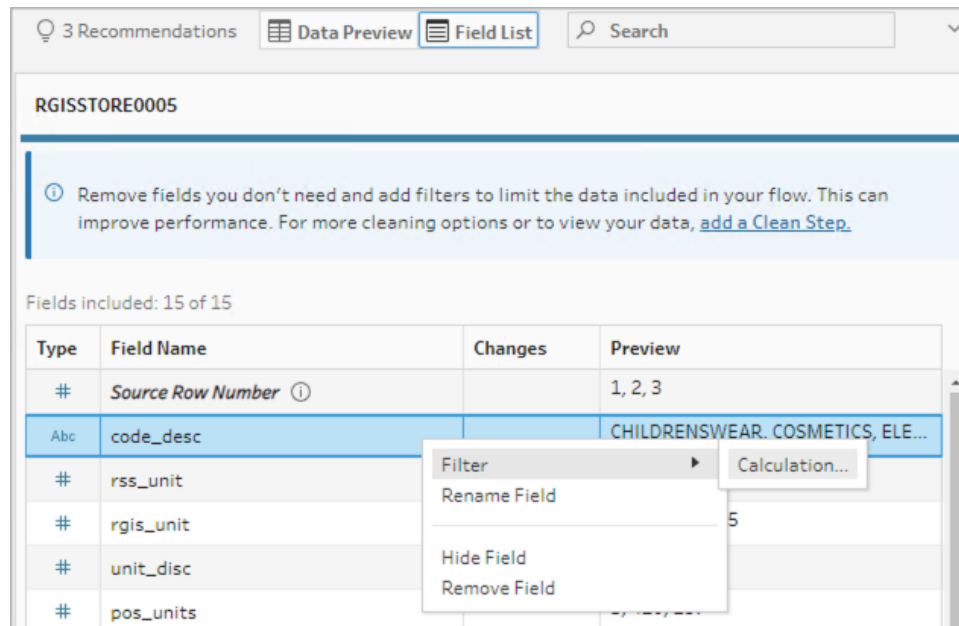 3 Recommendations Data Preview Field List Search
RGISSTORE0005
Remove fields you don't need and add filters to limit the data included in your flow. This can
improve performance. For more cleaning options or to view your data, add a Clean Step.
Fields included: 15 of 15
Type Field Name Changes Preview
# Source Row Number 1, 2, 3
Abc code_desc CHILDRENSWEAR, COSMETICS, ELE...
Filter Calculation...
# rss_unit
Rename Field
# rgis_unit 5
Hide Field
# unit_disc
Remove Field
# pos_units